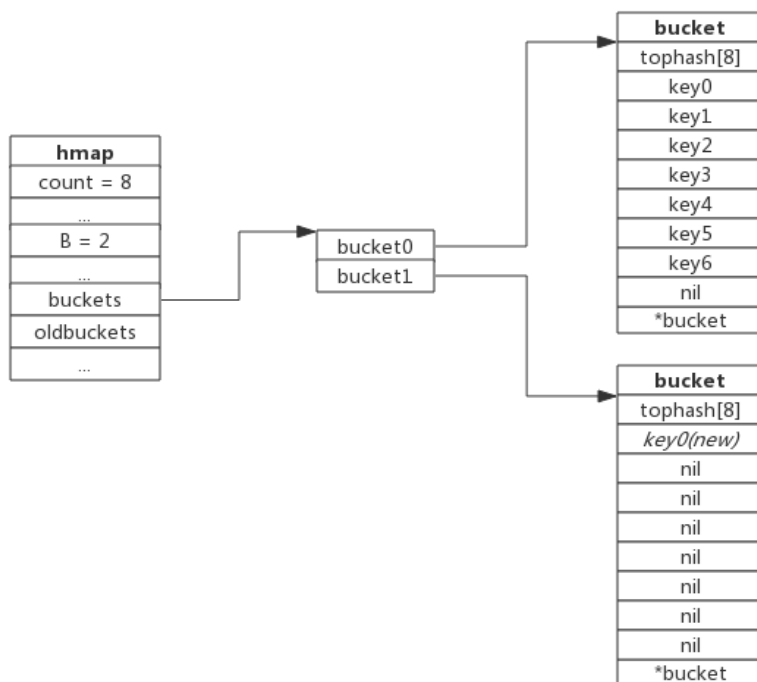 hmap
count = 8
...
B = 2
...
buckets
oldbuckets
...
bucket0
bucket1
bucket
tophash[8]
key0
key1
key2
key3
key4
key5
key6
nil
*bucket
bucket
tophash[8]
key0(new)
nil
nil
nil
nil
nil
nil
nil
*bucket